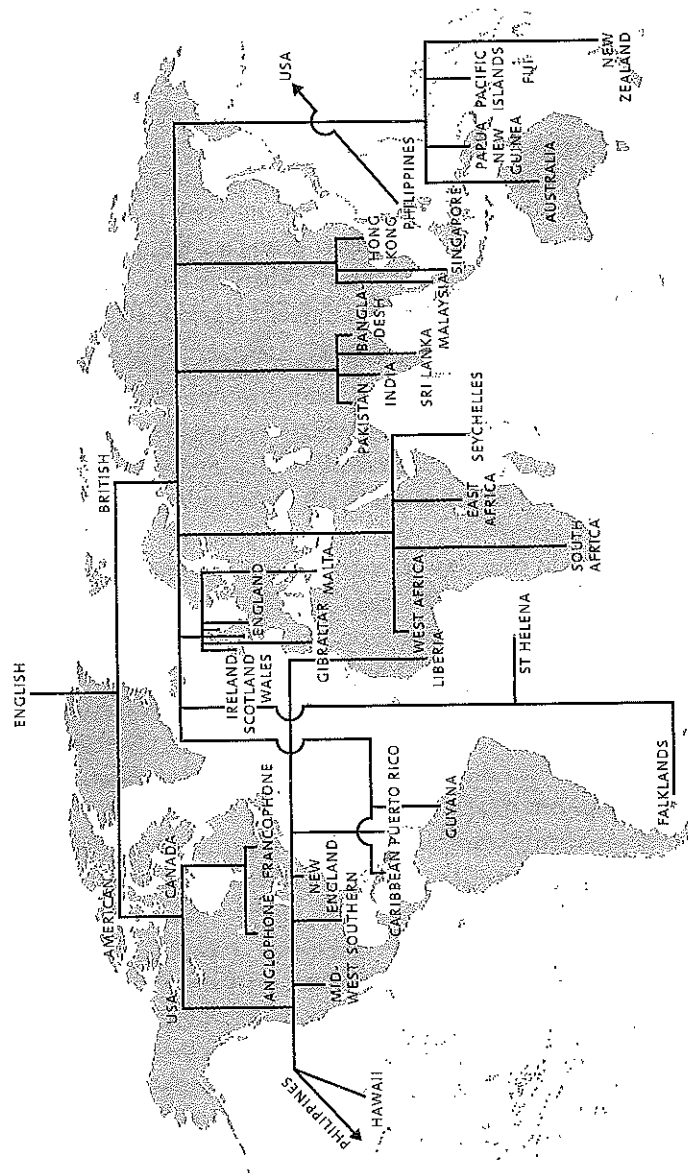 ENGLISH
AMERICAN
BRITISH
USA
CANADA
ANGLOPHONE
FRANCOPHONE
MID-
WEST
SOUTHERN
NEW
ENGLAND
CARIBBEAN
PUERTO RICO
GUYANA
PHILIPPINES
HAWAII
IRELAND
SCOTLAND
WALES
ENGLAND
GIBRALTAR
MALTA
LIBERIA
WEST AFRICA
SOUTH
AFRICA
EAST
AFRICA
SEYCHELLES
ST HELENA
FALKLANDS
PAKISTAN
INDIA
BANGLA-
DESH
SRI LANKA
MALAYSIA
SINGAPORE
HONG
KONG
PHILIPPINES
USA
PAPUA
NEW
GUINEA
PACIFIC
ISLANDS
FIJI
AUSTRALIA
NEW
ZEALAND